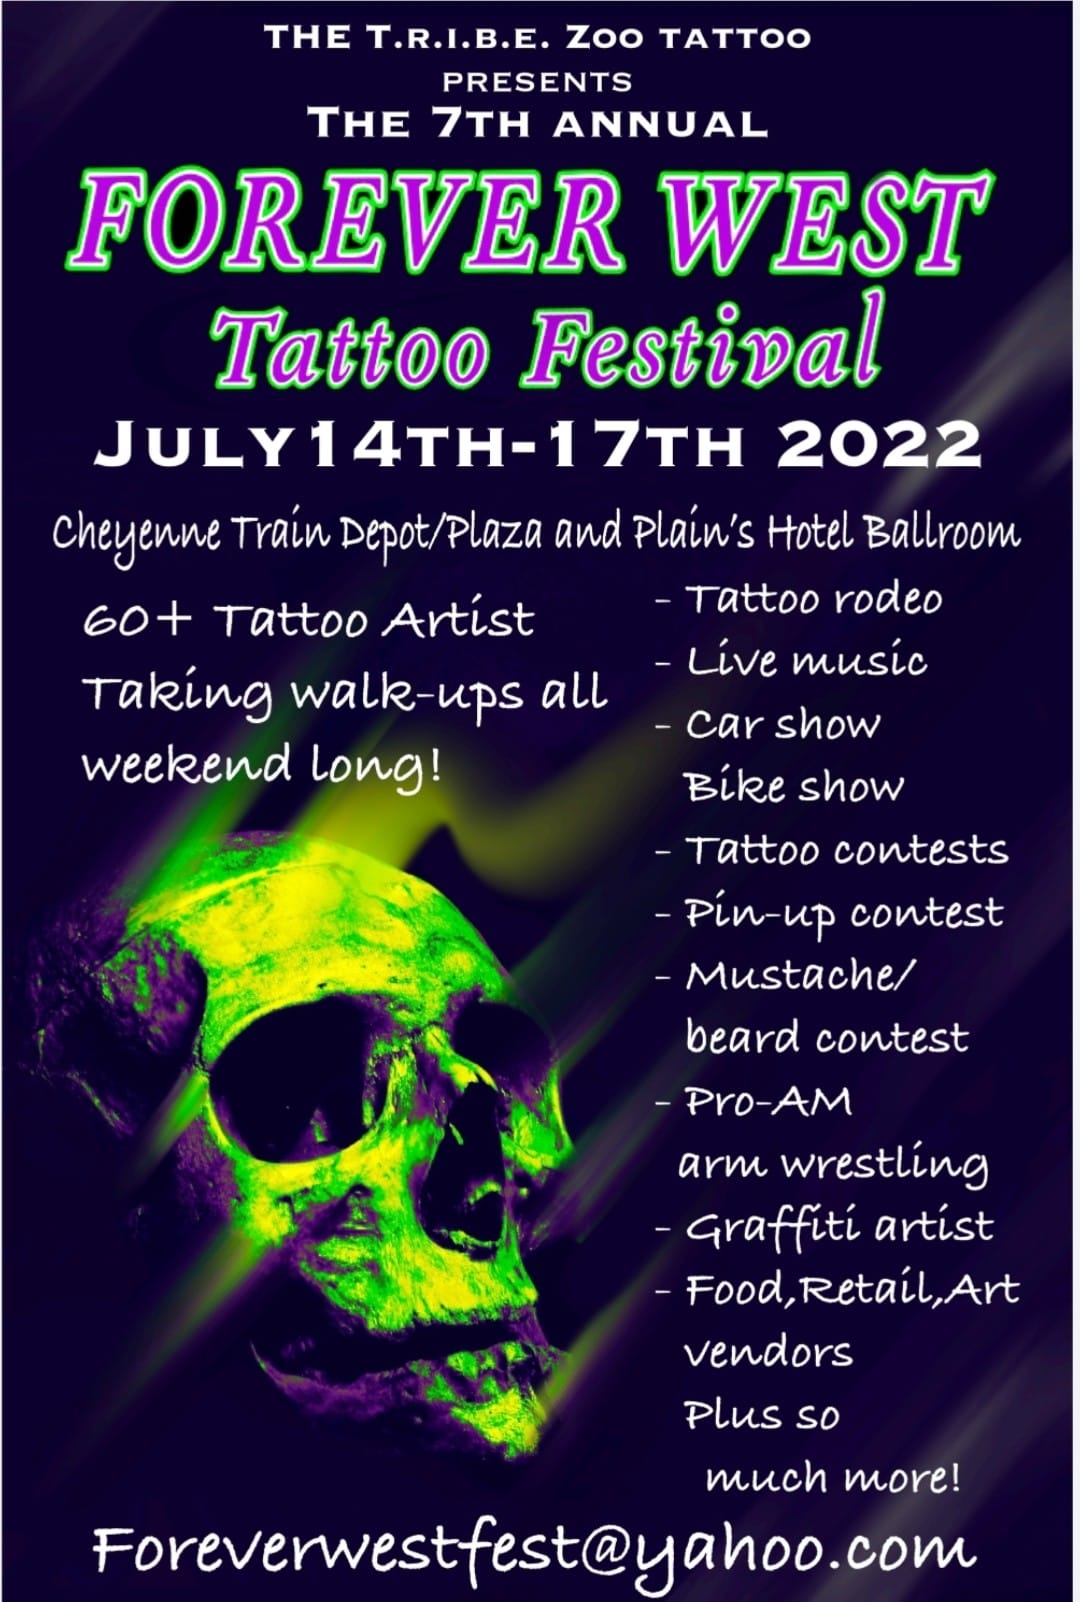 THE T.R.I.B.E. ZOO TATTOO
PRESENTS
THE 7TH ANNUAL
FOREVER WEST
Tattoo Festival
JULY14TH-17TH 2022
Cheyenne Train Depot/Plaza and Plain's Hotel Ballroom
60+ Tattoo Artist
Taking walk-ups all
weekend long!
- Tattoo rodeo
- Live music
- Car show
Bike show
- Tattoo contests
- Pin-up contest
- Mustache/
beard contest
- Pro-AM
arm wrestling
- Graffiti artist
- Food,Retail,Art
vendors
Plus so
much more!
Foreverwestfest@yahoo.com